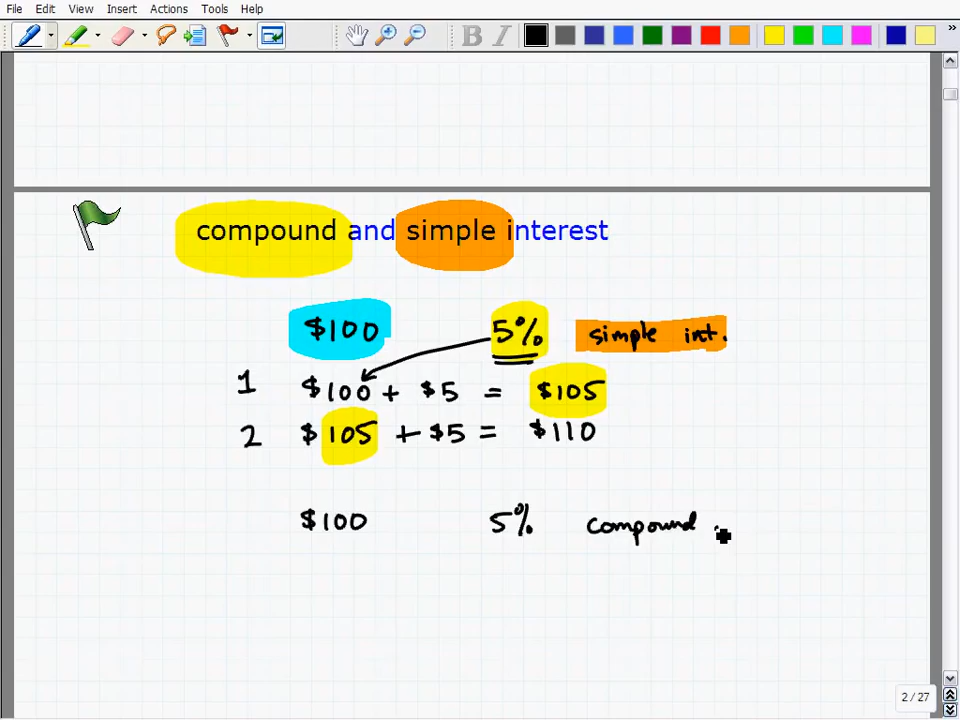 File Edit View Insert Actions Tools Help
B I »
compound and simple interest
$100 5% simple int.
1 $100 + $5 = $105
2 $105 + $5 = $110
$100 5% compound
2 / 27